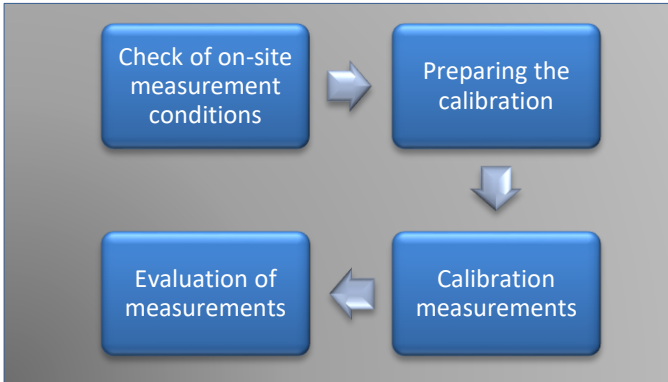 Check of on-site
measurement
conditions
Preparing the
calibration
Calibration
measurements
Evaluation of
measurements